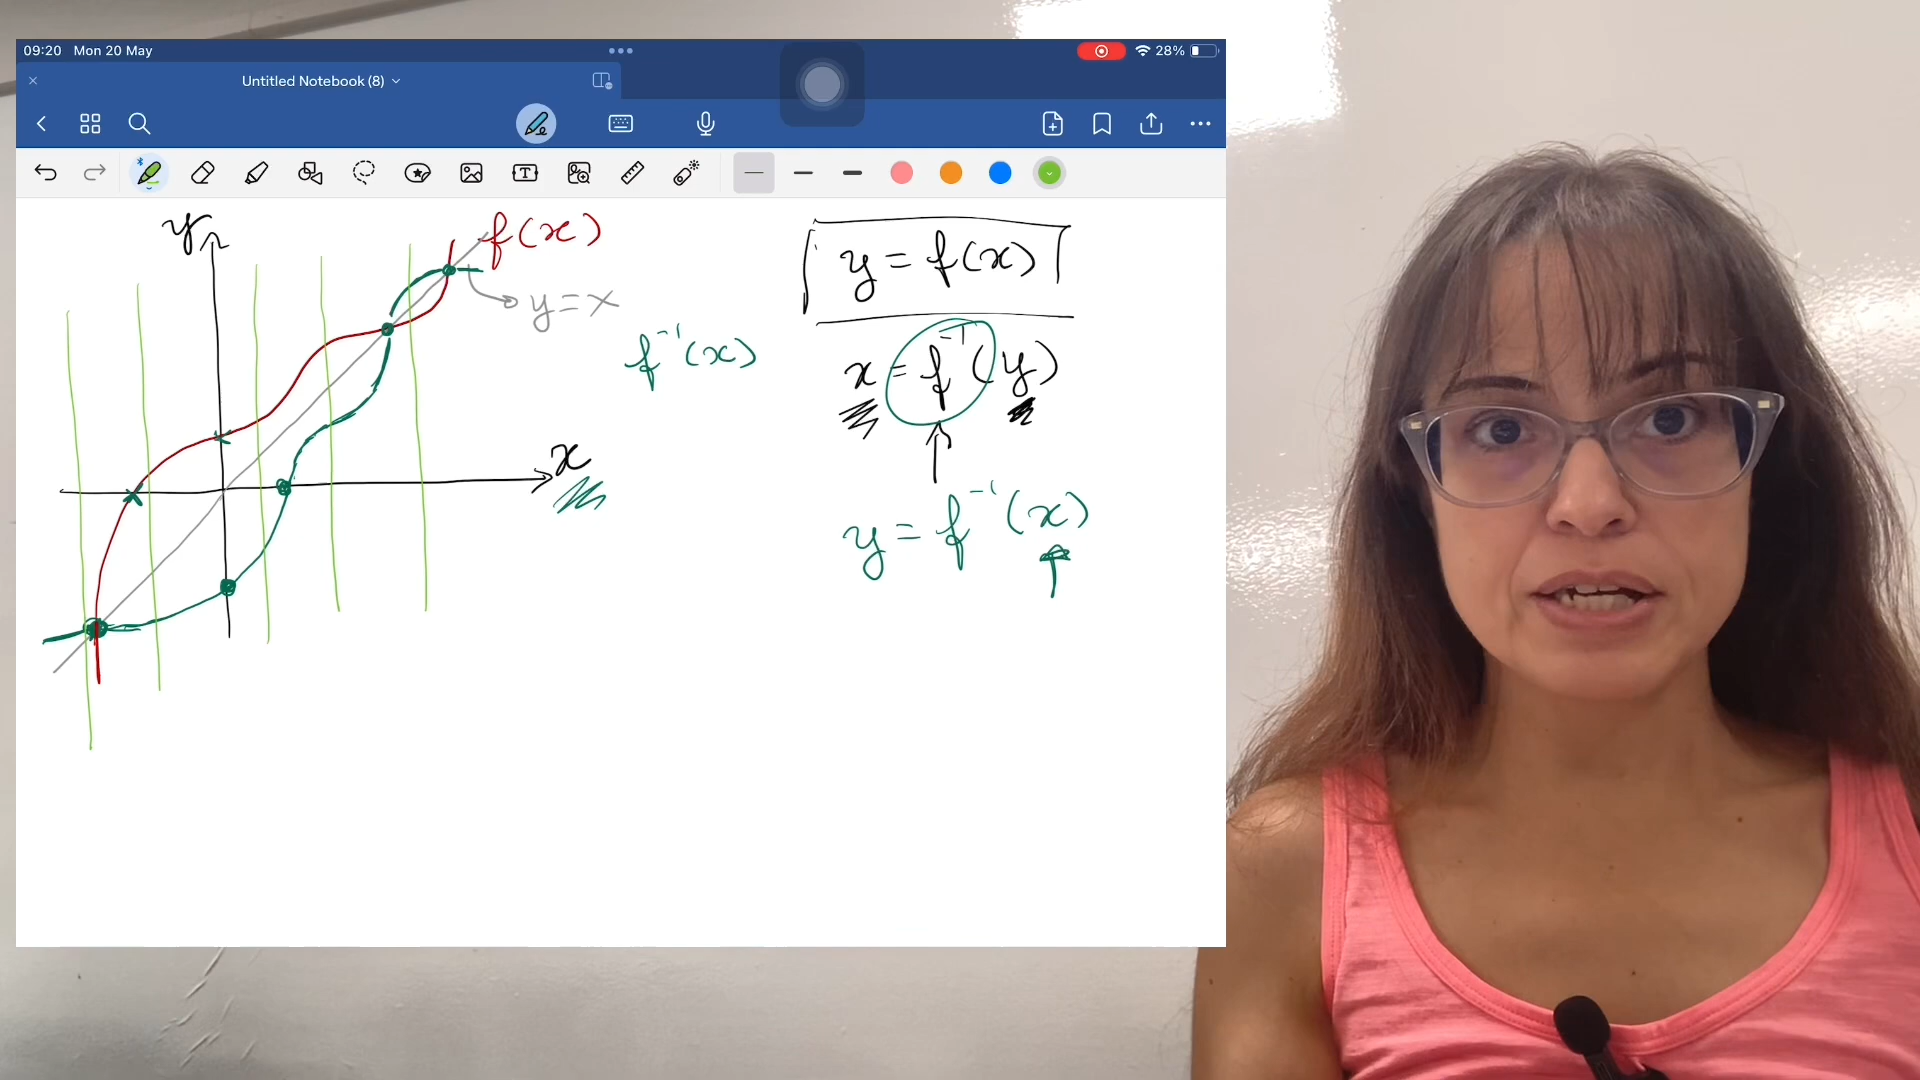 09:20 Mon 20 May
28%
Untitled Notebook (8)
T
y
f(x)
y = x
f⁻¹(x)
x
y = f(x)
x = f⁻¹(y)
y = f⁻¹(x)